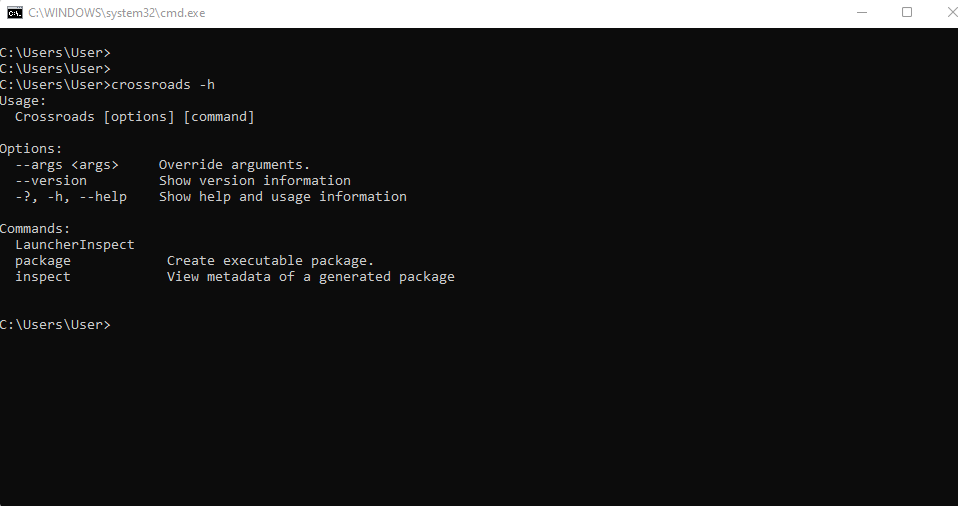 C:\WINDOWS\system32\cmd.exe
C:\Users\User>
C:\Users\User>
C:\Users\User>crossroads -h
Usage:
  Crossroads [options] [command]

Options:
  --args <args>     Override arguments.
  --version         Show version information
  -?, -h, --help    Show help and usage information

Commands:
  LauncherInspect
  package            Create executable package.
  inspect            View metadata of a generated package

C:\Users\User>